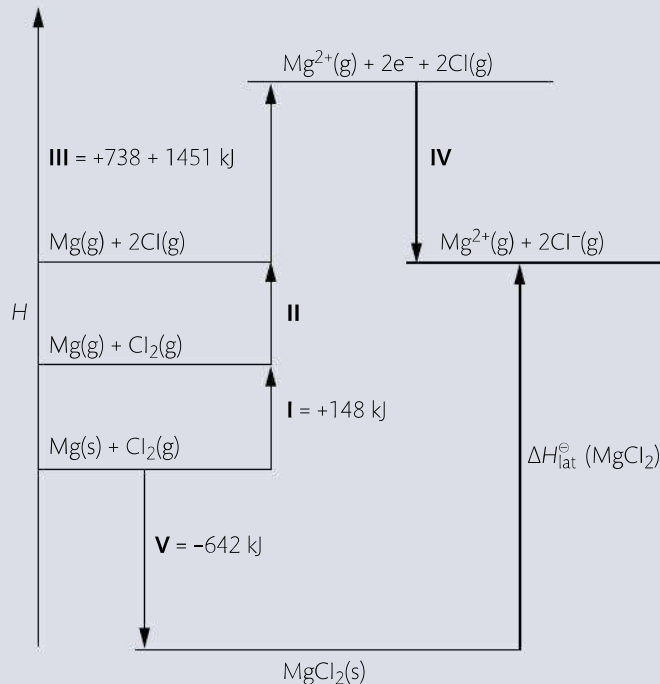 Mg²⁺(g) + 2e⁻ + 2Cl(g)
III = +738 + 1451 kJ
IV
Mg(g) + 2Cl(g)
Mg²⁺(g) + 2Cl⁻(g)
H
II
Mg(g) + Cl₂(g)
I = +148 kJ
Mg(s) + Cl₂(g)
ΔH⊖lat (MgCl₂)
V = –642 kJ
MgCl₂(s)